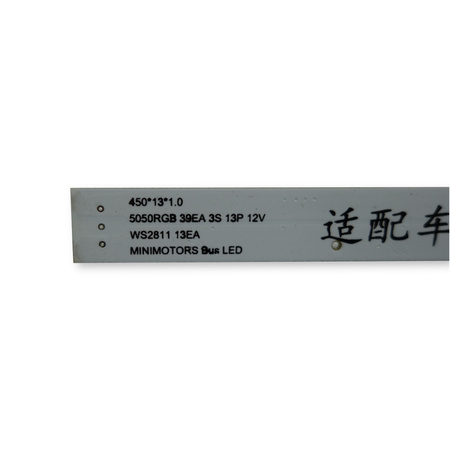 450*13*1.0
5050RGB 39EA 3S 13P 12V
WS2811 13EA
MINIMOTORS Bus LED
适配车